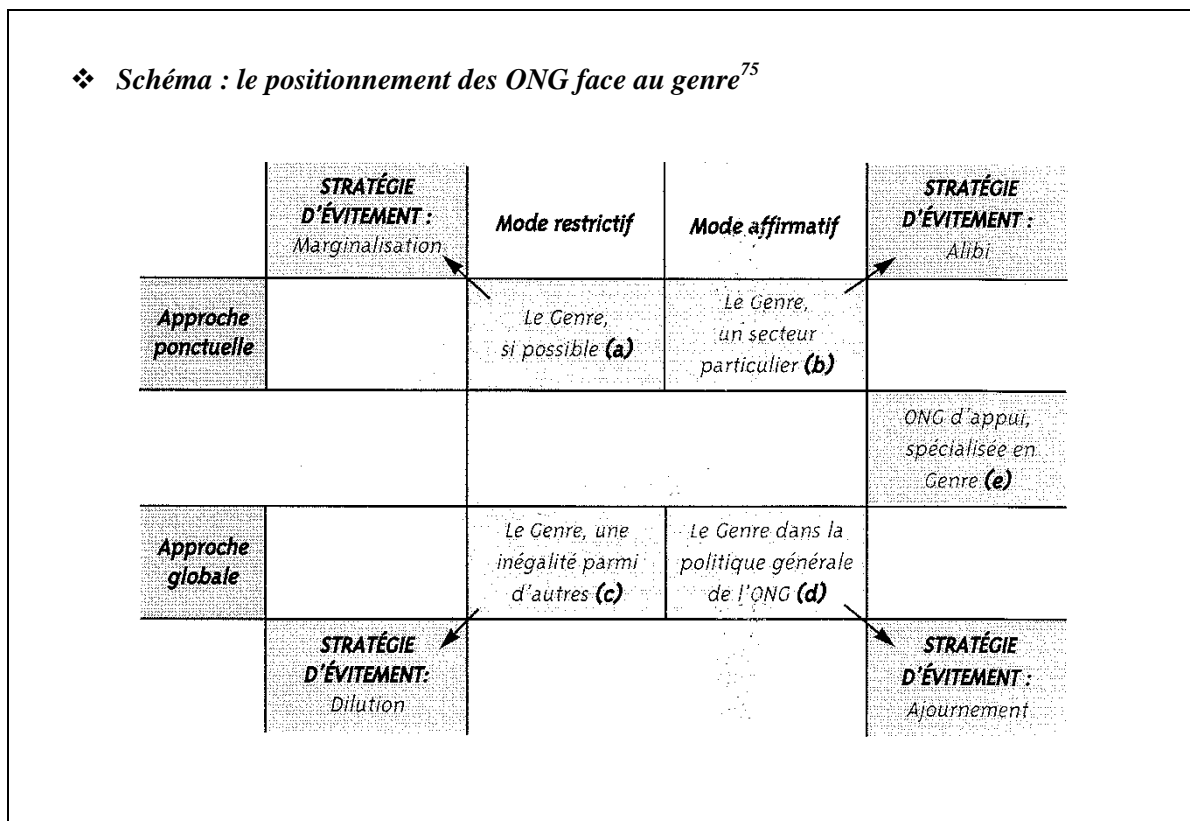 ❖ Schéma : le positionnement des ONG face au genre75
STRATÉGIE
D'ÉVITEMENT :
Marginalisation
Mode restrictif
Mode affirmatif
STRATÉGIE
D'ÉVITEMENT :
Alibi
Approche
ponctuelle
Le Genre,
si possible (a)
Le Genre,
un secteur
particulier (b)
ONG d'appui,
spécialisée en
Genre (e)
Approche
globale
Le Genre, une
inégalité parmi
d'autres (c)
Le Genre dans la
politique générale
de l'ONG (d)
STRATÉGIE
D'ÉVITEMENT:
Dilution
STRATÉGIE
D'ÉVITEMENT :
Ajournement